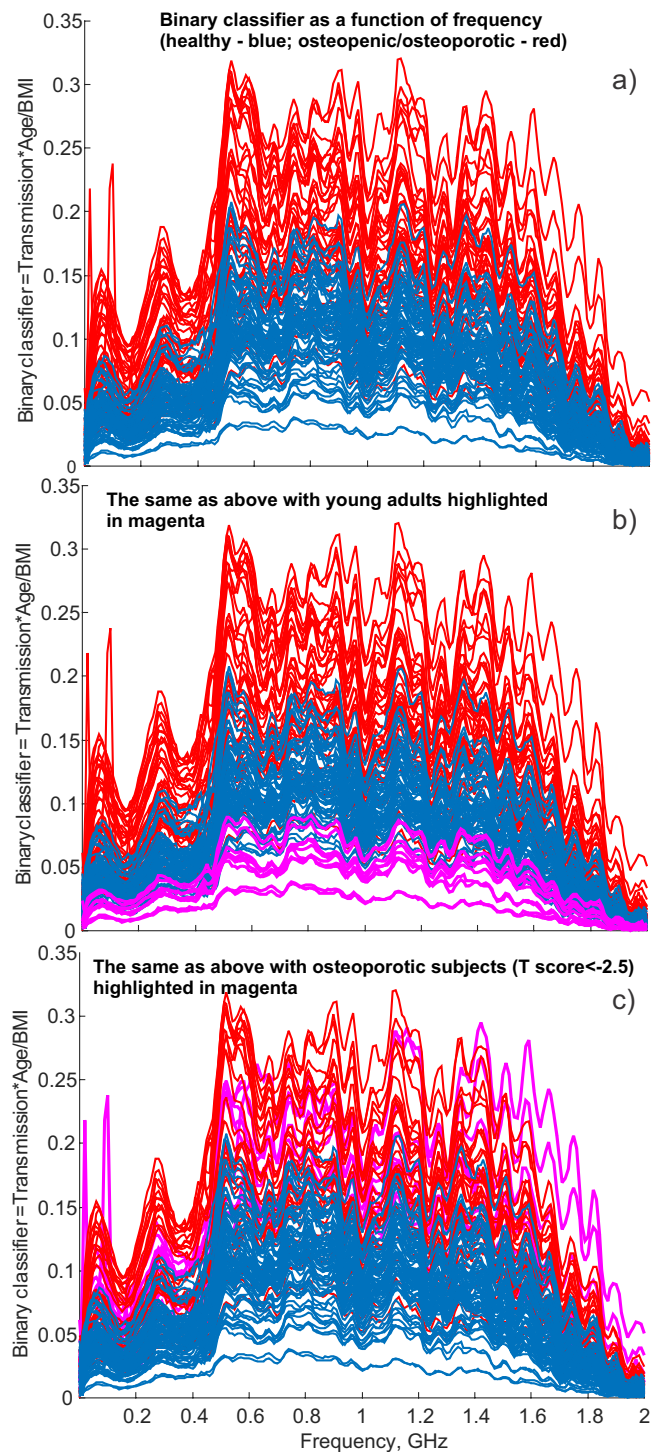 Binary classifier as a function of frequency
(healthy - blue; osteopenic/osteoporotic - red)
a)
0.35
0.3
0.25
0.2
0.15
0.1
0.05
0
Binary classifier=Transmission*Age/BMI
The same as above with young adults highlighted
in magenta
b)
0.35
0.3
0.25
0.2
0.15
0.1
0.05
0
Binary classifier=Transmission*Age/BMI
The same as above with osteoporotic subjects (T score<-2.5)
highlighted in magenta
c)
0.35
0.3
0.25
0.2
0.15
0.1
0.05
0
Binary classifier=Transmission*Age/BMI
0.2 0.4 0.6 0.8 1 1.2 1.4 1.6 1.8 2
Frequency, GHz